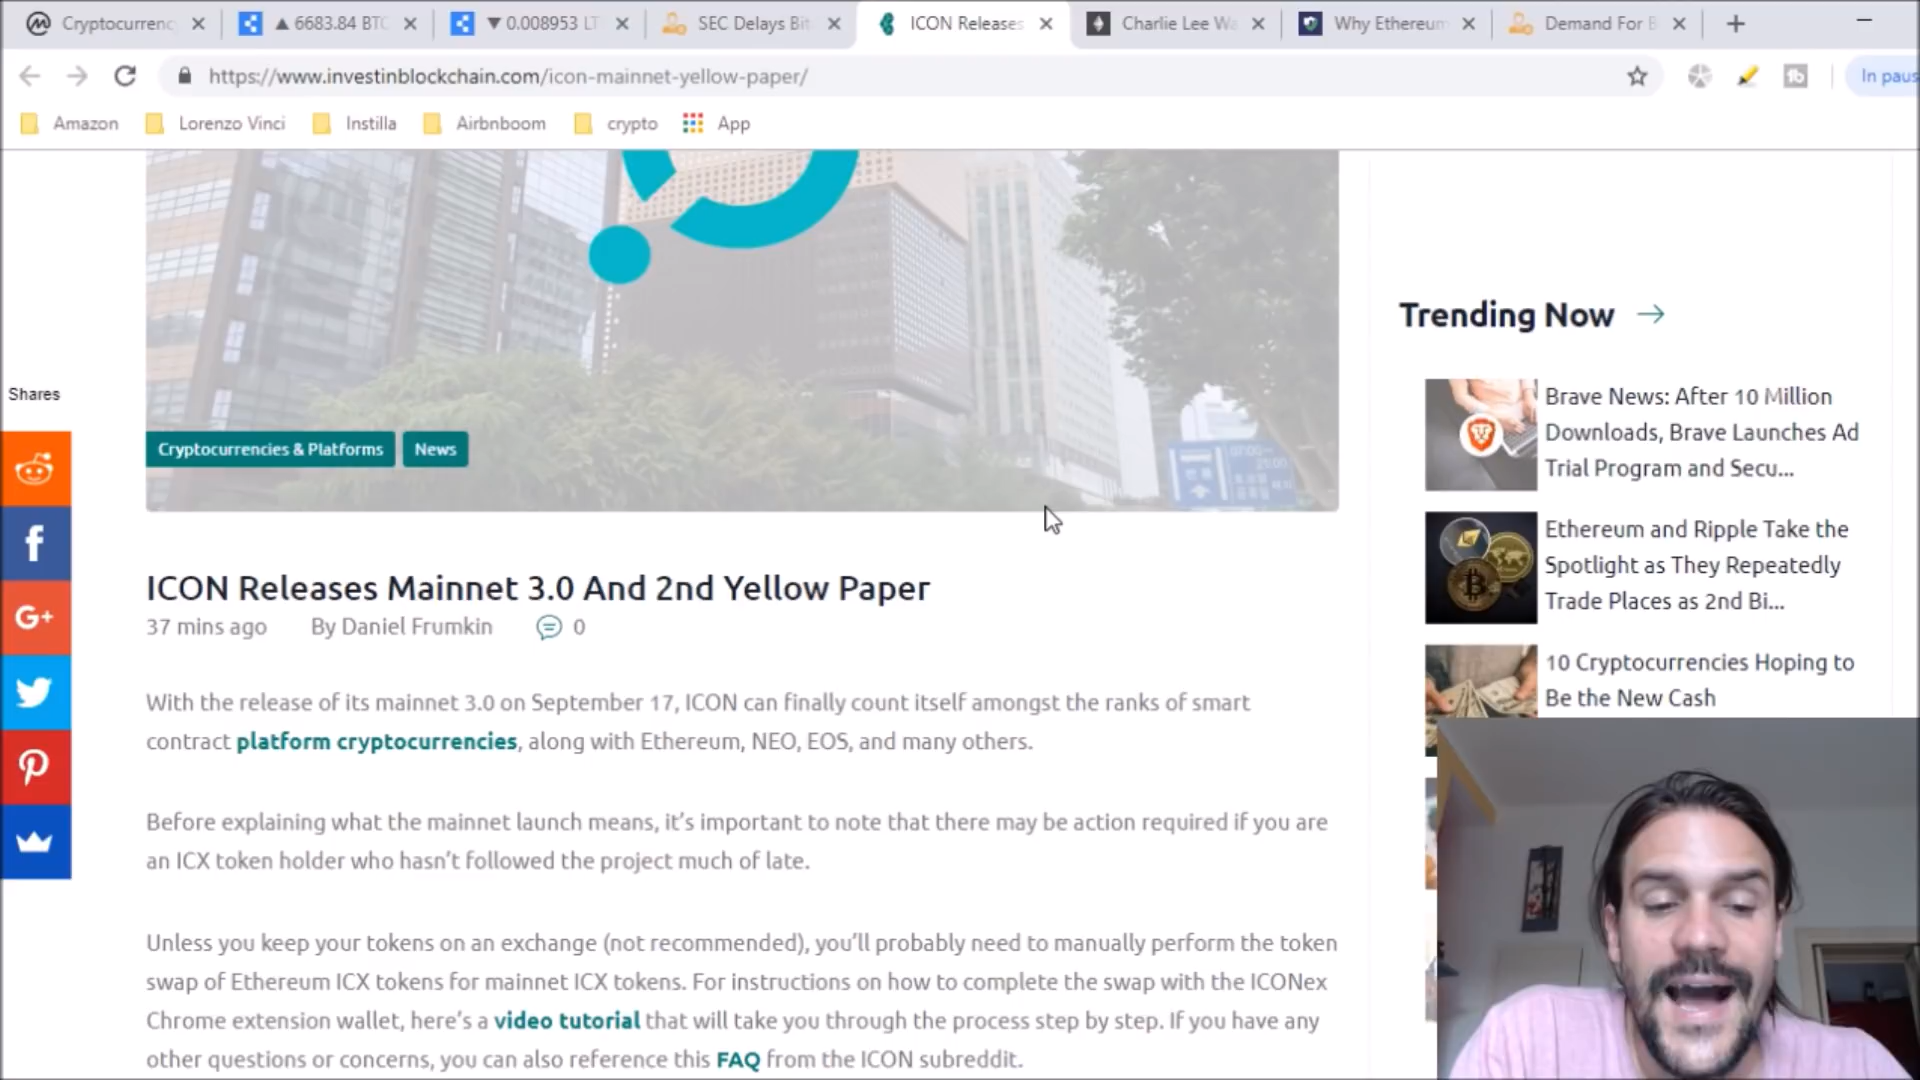 Cryptocurrenc
▲ 6683.84 BTC
▼ 0.008953 LT
SEC Delays Bit
ICON Releases
Charlie Lee Wa
Why Ethereum
Demand For B
https://www.investinblockchain.com/icon-mainnet-yellow-paper/
In paus
Amazon
Lorenzo Vinci
Instilla
Airbnboom
crypto
App
Shares
Cryptocurrencies & Platforms
News
ICON Releases Mainnet 3.0 And 2nd Yellow Paper
37 mins ago By Daniel Frumkin 0
With the release of its mainnet 3.0 on September 17, ICON can finally count itself amongst the ranks of smart
contract platform cryptocurrencies, along with Ethereum, NEO, EOS, and many others.
Before explaining what the mainnet launch means, it's important to note that there may be action required if you are
an ICX token holder who hasn't followed the project much of late.
Unless you keep your tokens on an exchange (not recommended), you'll probably need to manually perform the token
swap of Ethereum ICX tokens for mainnet ICX tokens. For instructions on how to complete the swap with the ICONex
Chrome extension wallet, here's a video tutorial that will take you through the process step by step. If you have any
other questions or concerns, you can also reference this FAQ from the ICON subreddit.
Trending Now →
Brave News: After 10 Million
Downloads, Brave Launches Ad
Trial Program and Secu...
Ethereum and Ripple Take the
Spotlight as They Repeatedly
Trade Places as 2nd Bi...
10 Cryptocurrencies Hoping to
Be the New Cash